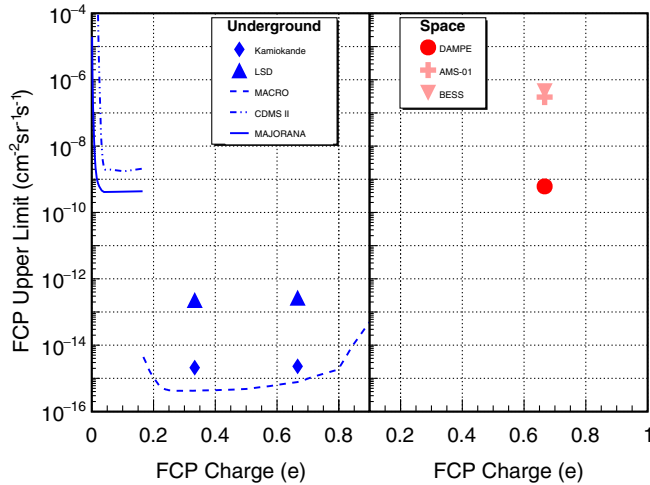 Underground
Kamiokande
LSD
MACRO
CDMS II
MAJORANA
Space
DAMPE
AMS-01
BESS
FCP Upper Limit (cm⁻²sr⁻¹s⁻¹)
10⁻⁴
10⁻⁶
10⁻⁸
10⁻¹⁰
10⁻¹²
10⁻¹⁴
10⁻¹⁶
0 0.2 0.4 0.6 0.8
0.2 0.4 0.6 0.8 1
FCP Charge (e)
FCP Charge (e)